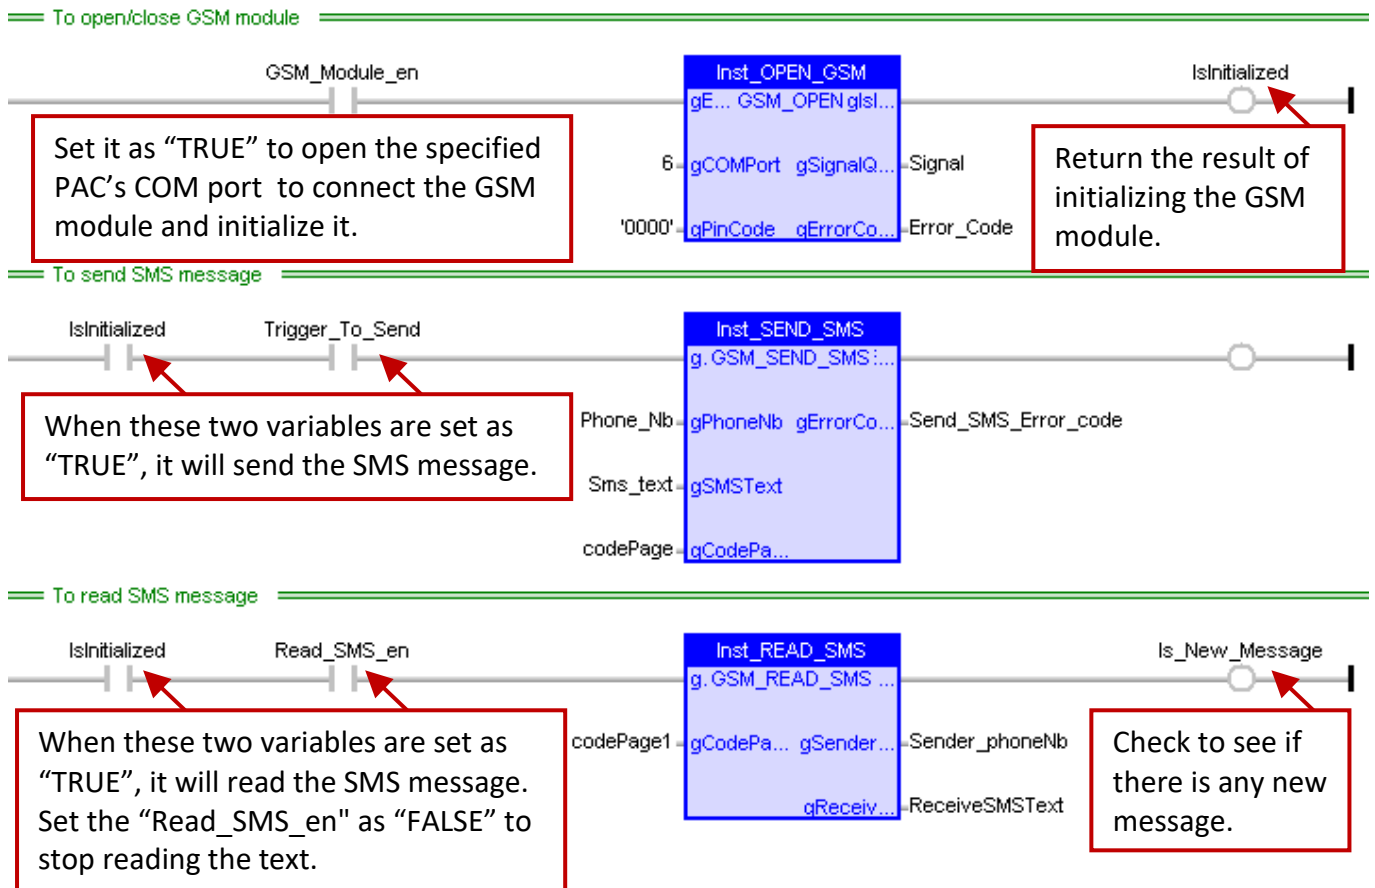 To open/close GSM module
GSM_Module_en
Inst_OPEN_GSM
IsInitialized
gE... GSM_OPEN gIsI...
Set it as “TRUE” to open the specified
PAC’s COM port to connect the GSM
module and initialize it.
6
gCOMPort gSignalQ...
Signal
'0000'
gPinCode gErrorCo...
Error_Code
Return the result of
initializing the GSM
module.
To send SMS message
IsInitialized
Trigger_To_Send
Inst_SEND_SMS
g. GSM_SEND_SMS :...
When these two variables are set as
“TRUE”, it will send the SMS message.
Phone_Nb
gPhoneNb gErrorCo...
Send_SMS_Error_code
Sms_text
gSMSText
codePage
gCodePa...
To read SMS message
IsInitialized
Read_SMS_en
Inst_READ_SMS
Is_New_Message
g. GSM_READ_SMS ...
When these two variables are set as
“TRUE”, it will read the SMS message.
Set the “Read_SMS_en" as “FALSE” to
stop reading the text.
codePage1
gCodePa... gSender...
Sender_phoneNb
gReceiv...
ReceiveSMSText
Check to see if
there is any new
message.